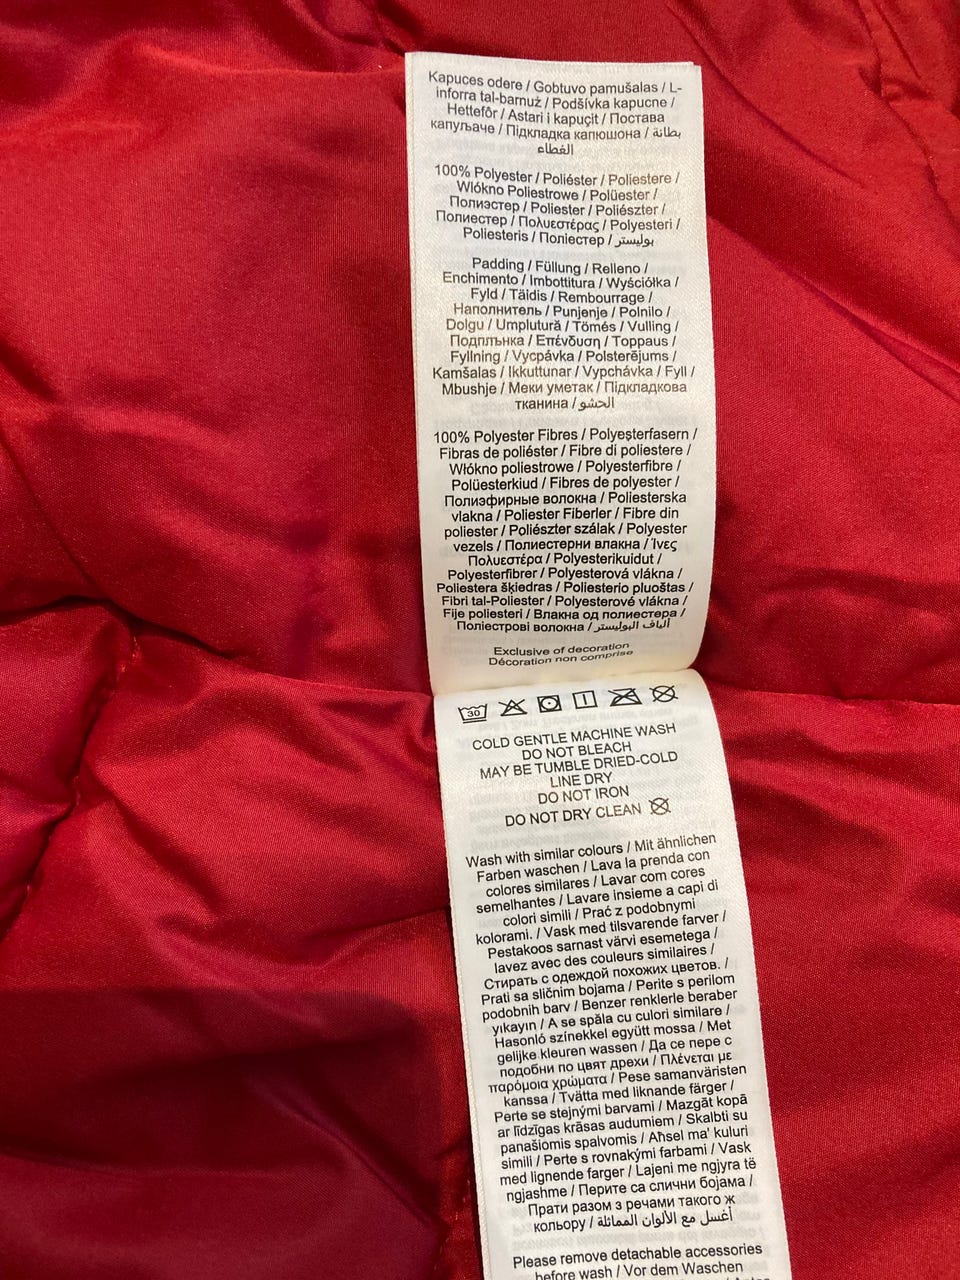 Kapuces odere / Gobtuvo pamušalas / L-
inforra tal-barnuż / Podšívka kapucne /
Hettefôr / Astari i kapuçit / Постава
капуљаче / Підкладка капюшона / بطانة
الغطاء
100% Polyester / Poliéster / Poliestere /
Włókno Poliestrowe / Polüester /
Полиэстер / Poliester / Poliészter /
Полиестер / Πολυεστέρας / Polyesteri /
Poliesteris / Поліестер / بوليستر
Padding / Füllung / Relleno /
Enchimento / Imbottitura / Wyściółka /
Fyld / Täidis / Rembourrage /
Наполнитель / Punjenje / Polnilo /
Dolgu / Umplutură / Tömés / Vulling /
Подплънка / Επένδυση / Toppaus /
Fyllning / Vycpávka / Polsterējums /
Kamšalas / Ikkuttunar / Vypchávka / Fyll /
Mbushje / Меки уметак / Підкладкова
тканина / الحشو
100% Polyester Fibres / Polyesterfasern /
Fibras de poliéster / Fibre di poliestere /
Włókno poliestrowe / Polyesterfibre /
Polüesterkiud / Fibres de polyester /
Полиэфирные волокна / Poliesterska
vlakna / Poliester Fiberler / Fibre din
poliester / Poliészter szálak / Polyester
vezels / Полиестерни влакна / Ίνες
Πολυεστέρα / Polyesterikuidut /
Polyesterfibrer / Polyesterová vlákna /
Poliestera šķiedras / Poliesterio pluoštas /
Fibri tal-Poliester / Polyesterové vlákna /
Fije poliesteri / Влакна од полиестера /
Поліестрові волокна / ألياف البوليستر
Exclusive of decoration
Décoration non comprise
30
COLD GENTLE MACHINE WASH
DO NOT BLEACH
MAY BE TUMBLE DRIED-COLD
LINE DRY
DO NOT IRON
DO NOT DRY CLEAN
Wash with similar colours / Mit ähnlichen
Farben waschen / Lava la prenda con
colores similares / Lavar com cores
semelhantes / Lavare insieme a capi di
colori simili / Prać z podobnymi
kolorami. / Vask med tilsvarende farver /
Pestakoos sarnast värvi esemetega /
lavez avec des couleurs similaires /
Стирать с одеждой похожих цветов. /
Prati sa sličnim bojama / Perite s perilom
podobnih barv / Benzer renklerle beraber
yıkayın / A se spăla cu culori similare /
Hasonló színekkel együtt mossa / Met
gelijke kleuren wassen / Да се пере с
подобни по цвят дрехи / Πλένεται με
παρόμοια χρώματα / Pese samanväristen
kanssa / Tvätta med liknande färger /
Perte se stejnými barvami / Mazgāt kopā
ar līdzīgas krāsas audumiem / Skalbti su
panašiomis spalvomis / Aħsel ma' kuluri
simili / Perte s rovnakými farbami / Vask
med lignende farger / Lajeni me ngjyra të
ngjashme / Перите са слични бојама /
Прати разом з речами такого ж
кольору / أغسل مع الألوان المماثلة
Please remove detachable accessories
before wash / Vor dem Waschen